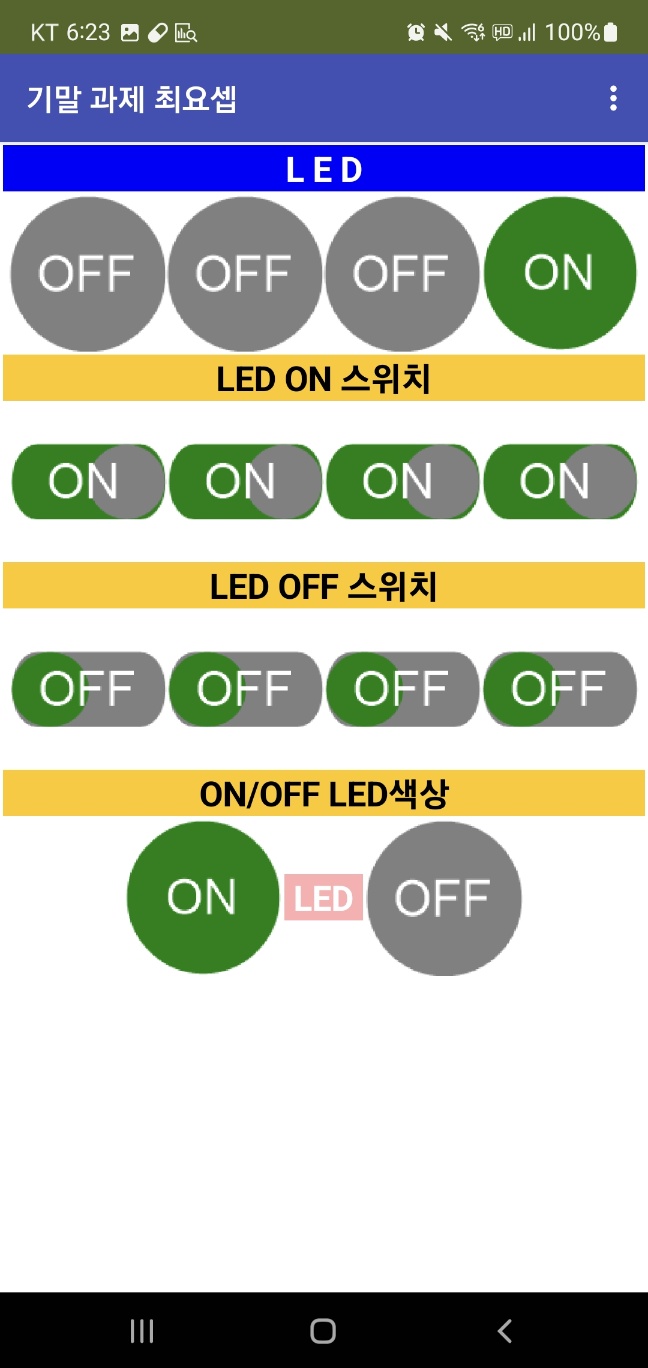 KT 6:23 HD 100%
기말 과제 최요셉
L E D
OFF OFF OFF ON
LED ON 스위치
ON ON ON ON
LED OFF 스위치
OFF OFF OFF OFF
ON/OFF LED색상
ON LED OFF